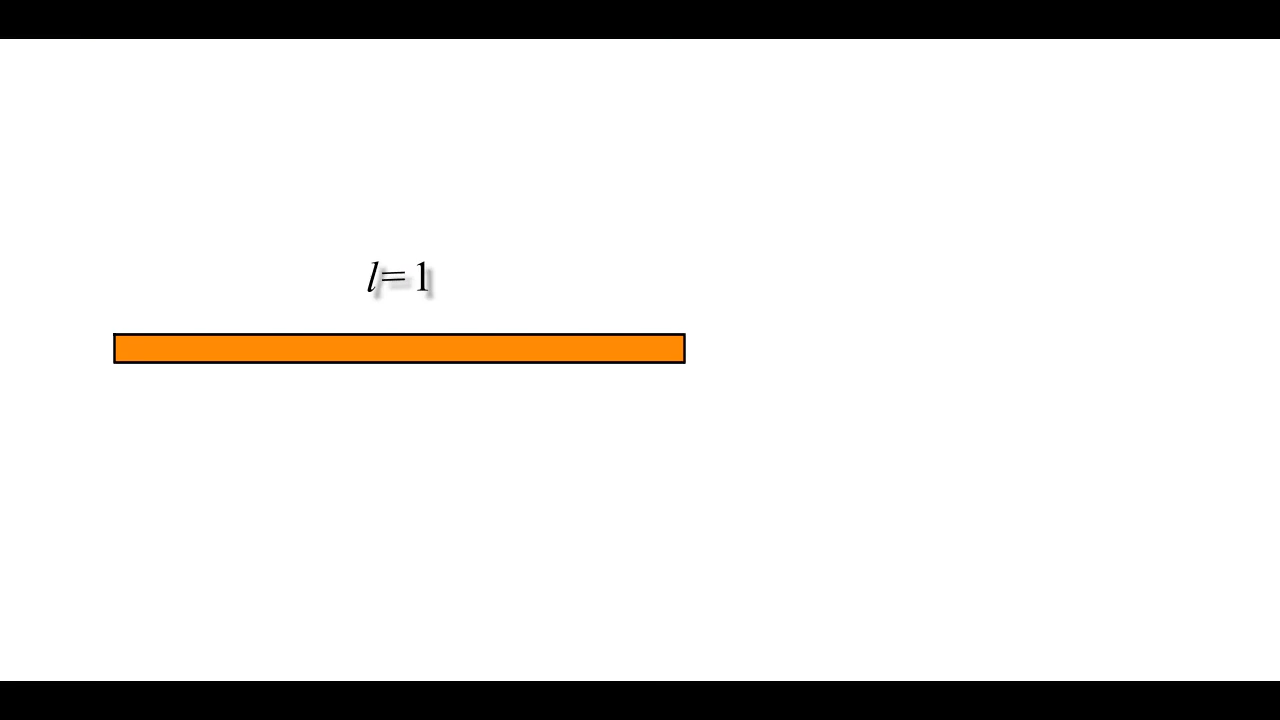 l = 1